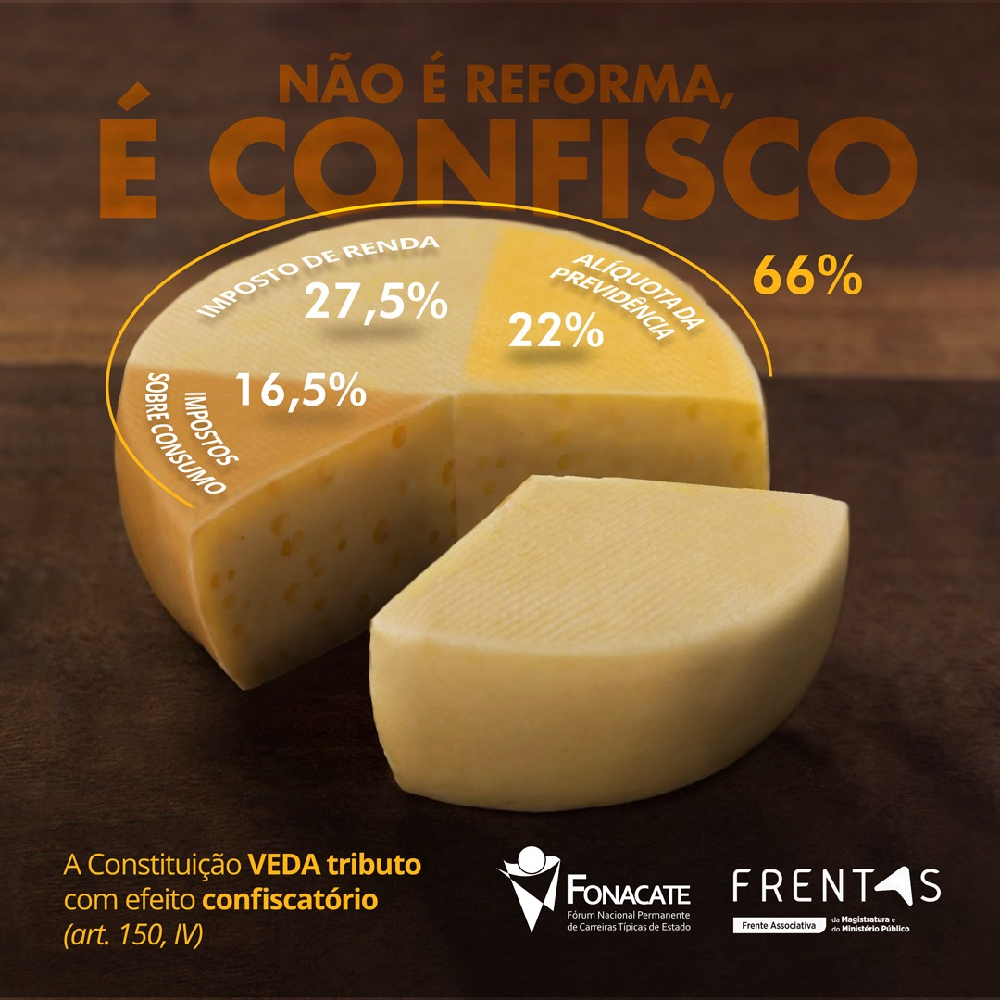 NÃO É REFORMA,
É CONFISCO
66%
IMPOSTO DE RENDA
27,5%
ALÍQUOTA DA
PREVIDÊNCIA
22%
16,5%
IMPOSTOS
SOBRE CONSUMO
A Constituição VEDA tributo
com efeito confiscatório
(art. 150, IV)
FONACATE
Fórum Nacional Permanente
de Carreiras Típicas de Estado
FRENTAS
Frente Associativa
da Magistratura e
do Ministério Público